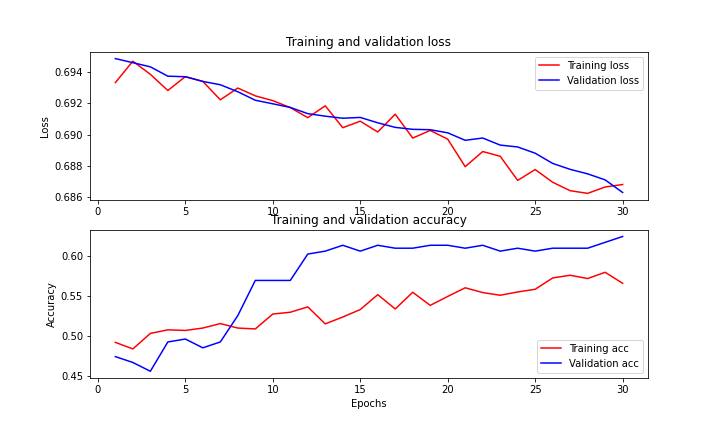 Training and validation loss
Loss
0.694
0.692
0.690
0.688
0.686
Training loss
Validation loss
0 5 10 15 20 25 30
Training and validation accuracy
Accuracy
0.60
0.55
0.50
0.45
Training acc
Validation acc
0 5 10 15 20 25 30
Epochs